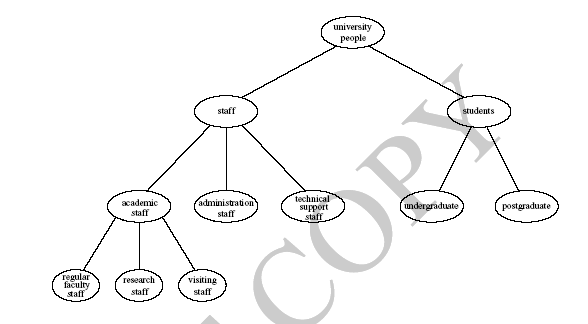 university
people
staff
students
academic
staff
administration
staff
technical
support
staff
undergraduate
postgraduate
regular
faculty
staff
research
staff
visiting
staff
COPY